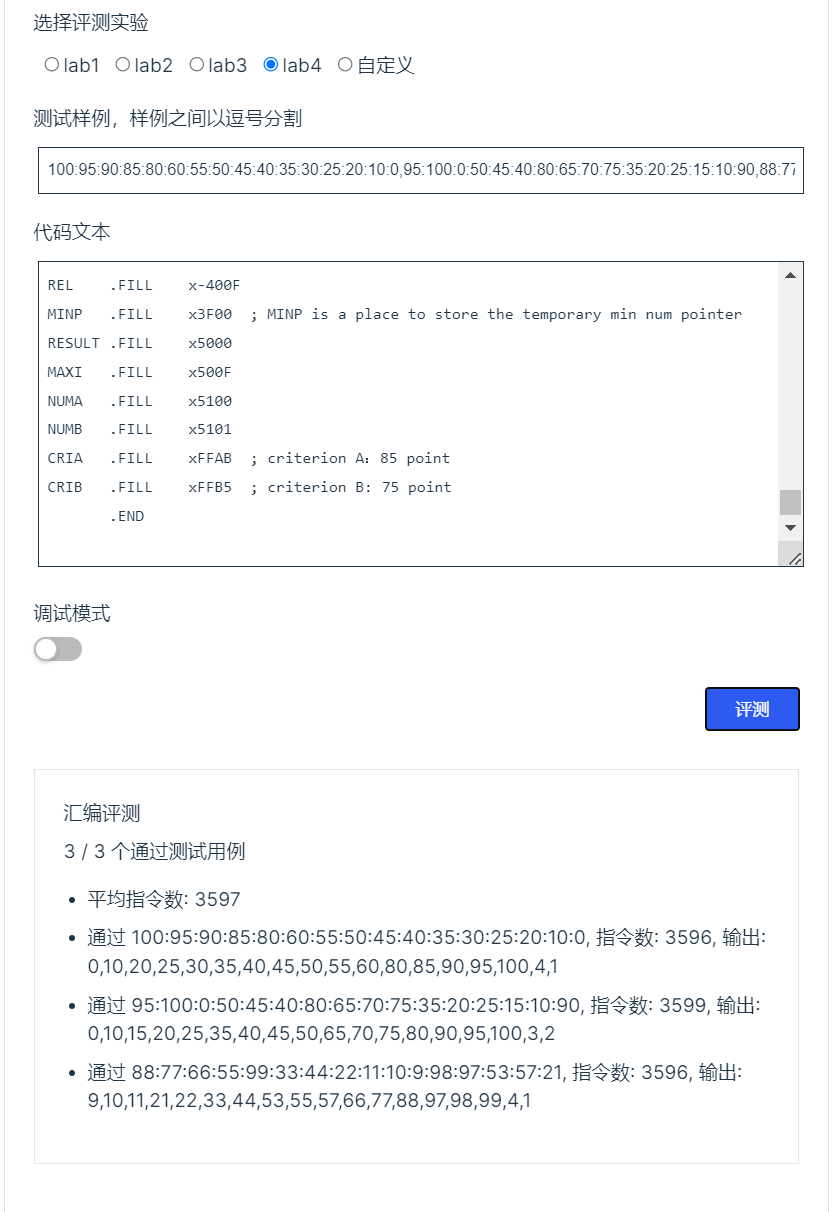 选择评测实验
lab1 lab2 lab3 lab4 自定义
测试样例，样例之间以逗号分割
100:95:90:85:80:60:55:50:45:40:35:30:25:20:10:0,95:100:0:50:45:40:80:65:70:75:35:20:25:15:10:90,88:77
代码文本
REL .FILL x-400F
MINP .FILL x3F00 ; MINP is a place to store the temporary min num pointer
RESULT .FILL x5000
MAXI .FILL x500F
NUMA .FILL x5100
NUMB .FILL x5101
CRIA .FILL xFFAB ; criterion A：85 point
CRIB .FILL xFFB5 ; criterion B: 75 point
.END
调试模式
评测
汇编评测
3 / 3 个通过测试用例
平均指令数: 3597
通过 100:95:90:85:80:60:55:50:45:40:35:30:25:20:10:0, 指令数: 3596, 输出:
0,10,20,25,30,35,40,45,50,55,60,80,85,90,95,100,4,1
通过 95:100:0:50:45:40:80:65:70:75:35:20:25:15:10:90, 指令数: 3599, 输出:
0,10,15,20,25,35,40,45,50,65,70,75,80,90,95,100,3,2
通过 88:77:66:55:99:33:44:22:11:10:9:98:97:53:57:21, 指令数: 3596, 输出:
9,10,11,21,22,33,44,53,55,57,66,77,88,97,98,99,4,1